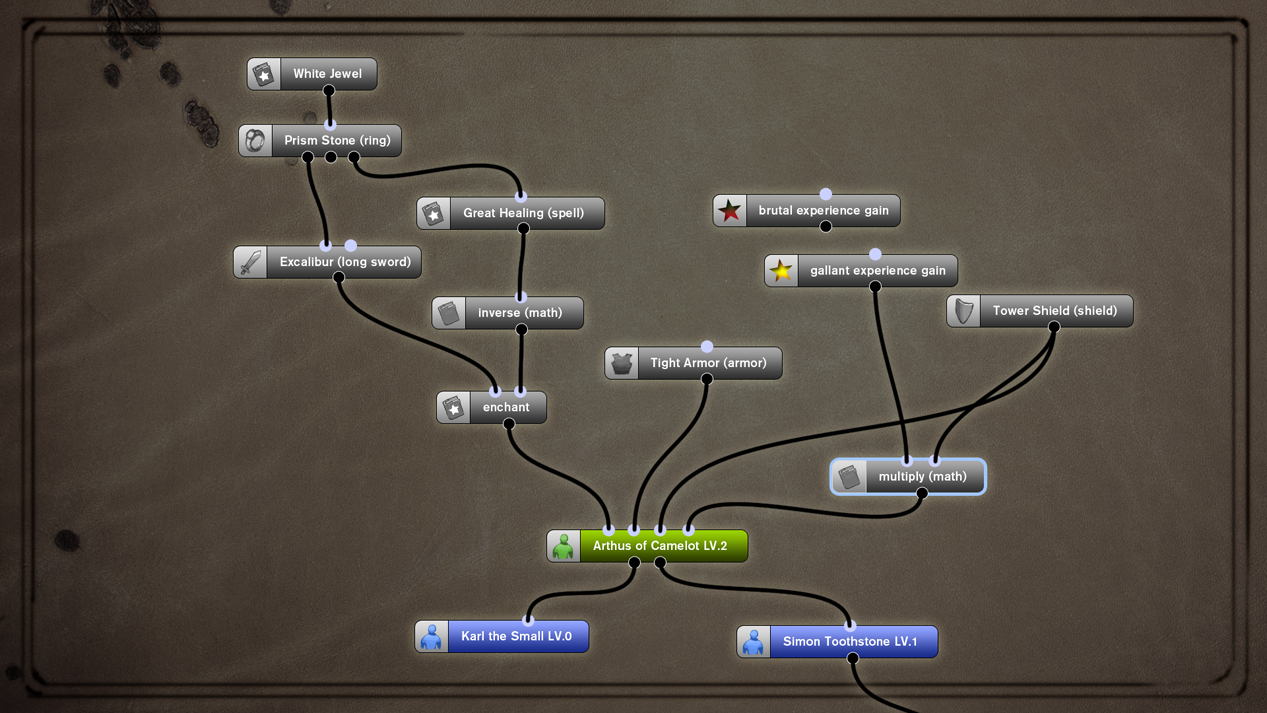 White Jewel
Prism Stone (ring)
Great Healing (spell)
brutal experience gain
Excalibur (long sword)
gallant experience gain
inverse (math)
Tower Shield (shield)
Tight Armor (armor)
enchant
multiply (math)
Arthus of Camelot LV.2
Karl the Small LV.0
Simon Toothstone LV.1